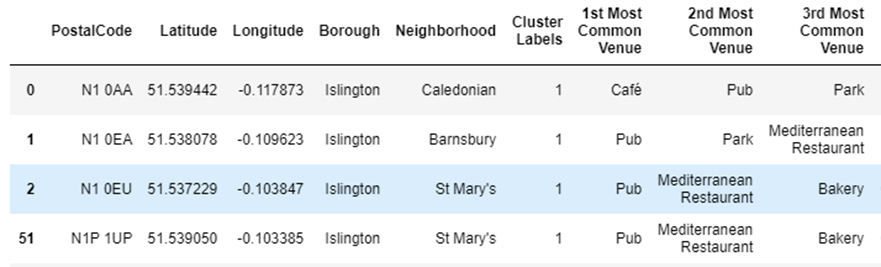 PostalCode Latitude Longitude Borough Neighborhood Cluster Labels 1st Most Common Venue 2nd Most Common Venue 3rd Most Common Venue
0 N1 0AA 51.539442 -0.117873 Islington Caledonian 1 Café Pub Park
1 N1 0EA 51.538078 -0.109623 Islington Barnsbury 1 Pub Park Mediterranean Restaurant
2 N1 0EU 51.537229 -0.103847 Islington St Mary's 1 Pub Mediterranean Restaurant Bakery
51 N1P 1UP 51.539050 -0.103385 Islington St Mary's 1 Pub Mediterranean Restaurant Bakery